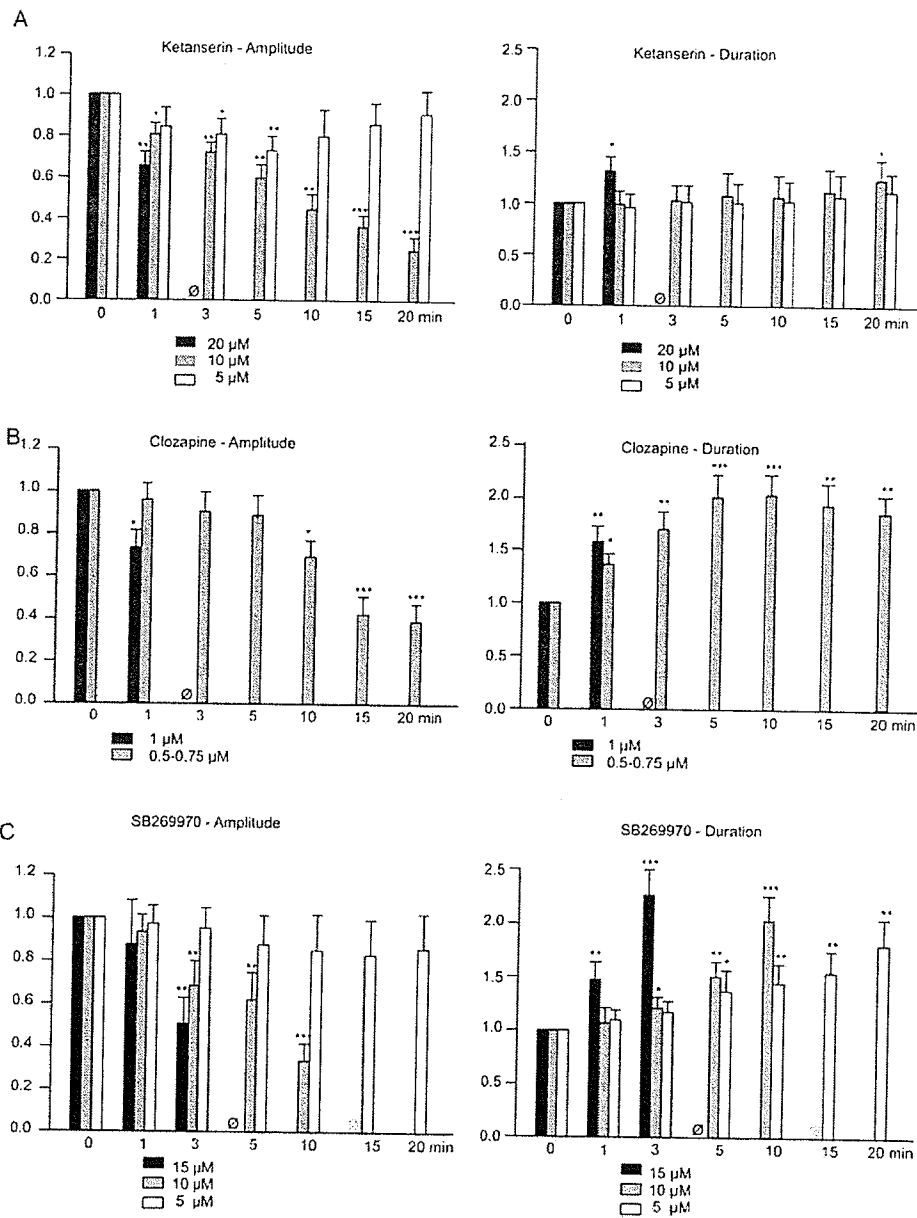 A
Ketanserin - Amplitude
1.2
1.0
0.8
0.6
0.4
0.2
0.0
** * ** * ** ** ** *** ***
Ø
0 1 3 5 10 15 20 min
20 µM
10 µM
5 µM
Ketanserin - Duration
2.5
2.0
1.5
1.0
0.5
0.0
* *
Ø
0 1 3 5 10 15 20 min
20 µM
10 µM
5 µM
B
Clozapine - Amplitude
1.2
1.0
0.8
0.6
0.4
0.2
0.0
* * *** ***
Ø
0 1 3 5 10 15 20 min
1 µM
0.5-0.75 µM
Clozapine - Duration
2.5
2.0
1.5
1.0
0.5
0.0
** * ** *** *** ** **
Ø
0 1 3 5 10 15 20 min
1 µM
0.5-0.75 µM
C
SB269970 - Amplitude
1.2
1.0
0.8
0.6
0.4
0.2
0.0
** ** ** ***
Ø
0 1 3 5 10 15 20 min
15 µM
10 µM
5 µM
SB269970 - Duration
2.5
2.0
1.5
1.0
0.5
0.0
** *** * ** * *** ** ** **
Ø
0 1 3 5 10 15 20 min
15 µM
10 µM
5 µM